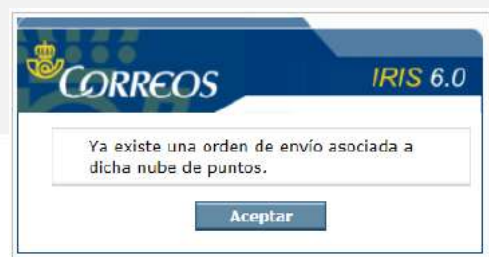 CORREOS
IRIS 6.0
Ya existe una orden de envío asociada a
dicha nube de puntos.
Aceptar